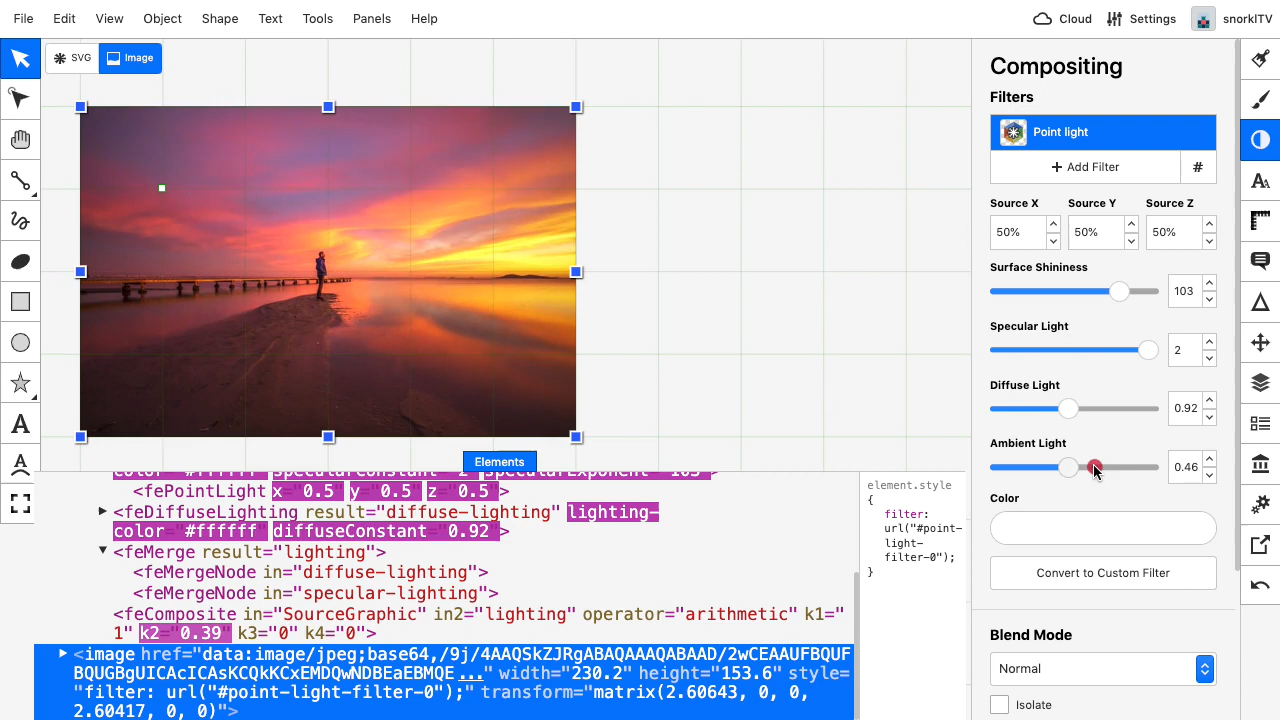 File Edit View Object Shape Text Tools Panels Help Cloud Settings snorklTV
SVG Image
Compositing
Filters
Point light
+ Add Filter #
Source X Source Y Source Z
50% 50% 50%
Surface Shininess
103
Specular Light
2
Diffuse Light
0.92
Ambient Light
0.46
Color
Convert to Custom Filter
Blend Mode
Normal
Isolate
Elements
color="#ffffff" specularConstant="2" specularExponent="103">
<fePointLight x="0.5" y="0.5" z="0.5">
<feDiffuseLighting result="diffuse-lighting" lighting-
color="#ffffff" diffuseConstant="0.92">
<feMerge result="lighting">
<feMergeNode in="diffuse-lighting">
<feMergeNode in="specular-lighting">
<feComposite in="SourceGraphic" in2="lighting" operator="arithmetic" k1="
1" k2="0.39" k3="0" k4="0">
<image href="data:image/jpeg;base64,/9j/4AAQSkZJRgABAQAAAQABAAD/2wCEAAUFBQUF
BQUGBgUICAcICAsKCQkKCxEMDQwNDBEaEBMQE ..." width="230.2" height="153.6" style=
"filter: url("#point-light-filter-0");" transform="matrix(2.60643, 0, 0,
2.60417, 0, 0)">
element.style
{
filter:
url("#point-
light-
filter-0");
}